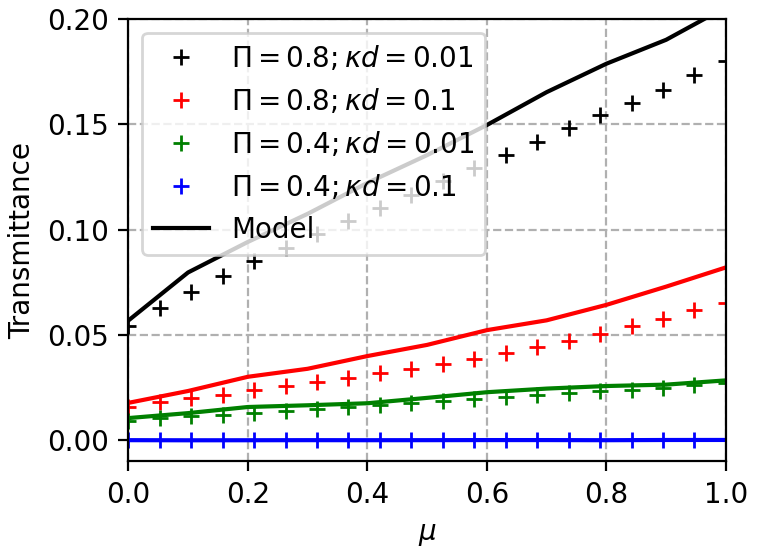 0.20
0.15
0.10
0.05
0.00
Transmittance
Π = 0.8; κd = 0.01
Π = 0.8; κd = 0.1
Π = 0.4; κd = 0.01
Π = 0.4; κd = 0.1
Model
0.0 0.2 0.4 0.6 0.8 1.0
μ